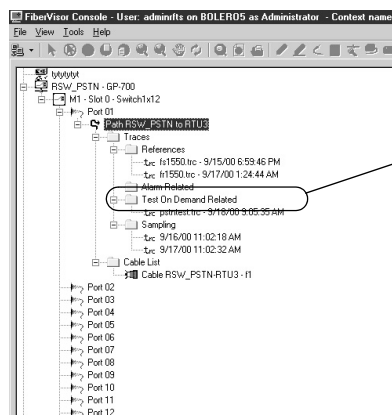 FiberVisor Console - User: adminrfts on BOLERO5 as Administrator - Context name
File View Tools Help
tytytytyt
RSW_PSTN - GP-700
M1 - Slot 0 - Switch1x12
Port 01
Path RSW_PSTN to RTU3
Traces
References
fs1550.trc - 9/15/00 6:59:46 PM
fr1550.trc - 9/17/00 1:24:44 AM
Alarm Related
Test On Demand Related
pstntest.trc - 9/18/00 9:05:35 AM
Sampling
9/16/00 11:02:18 AM
9/17/00 11:02:32 AM
Cable List
Cable RSW_PSTN-RTU3 - f1
Port 02
Port 03
Port 04
Port 05
Port 06
Port 07
Port 08
Port 09
Port 10
Port 11
Port 12